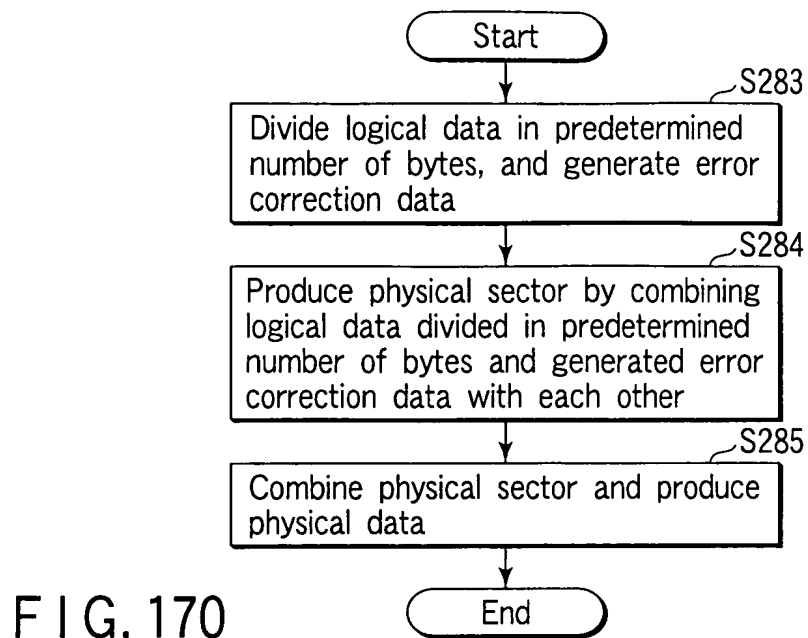 Start
S283
Divide logical data in predetermined
number of bytes, and generate error
correction data
S284
Produce physical sector by combining
logical data divided in predetermined
number of bytes and generated error
correction data with each other
S285
Combine physical sector and produce
physical data
End
FIG. 170